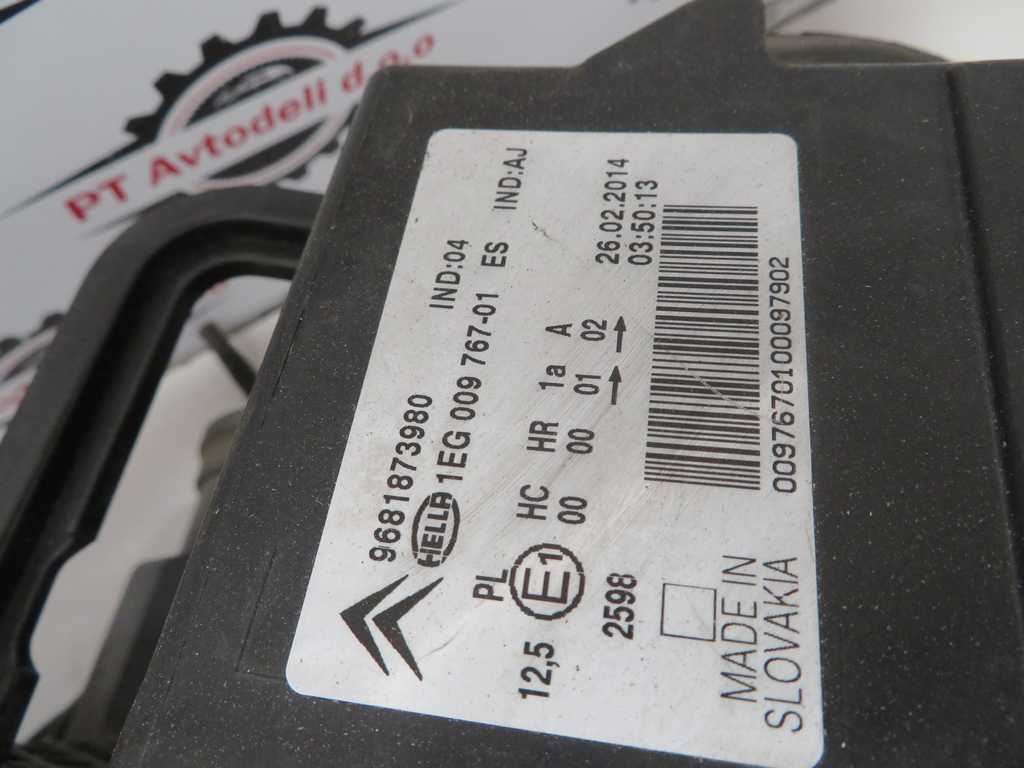 PT Avtodeli d.o.o
9681873980 IND:04
HELLA 1EG 009 767-01 ES IND:AJ
PL
12,5 E1 HC HR 1a A
00 00 01 02
2598
26.02.2014
03:50:13
MADE IN
SLOVAKIA
00976701000097902